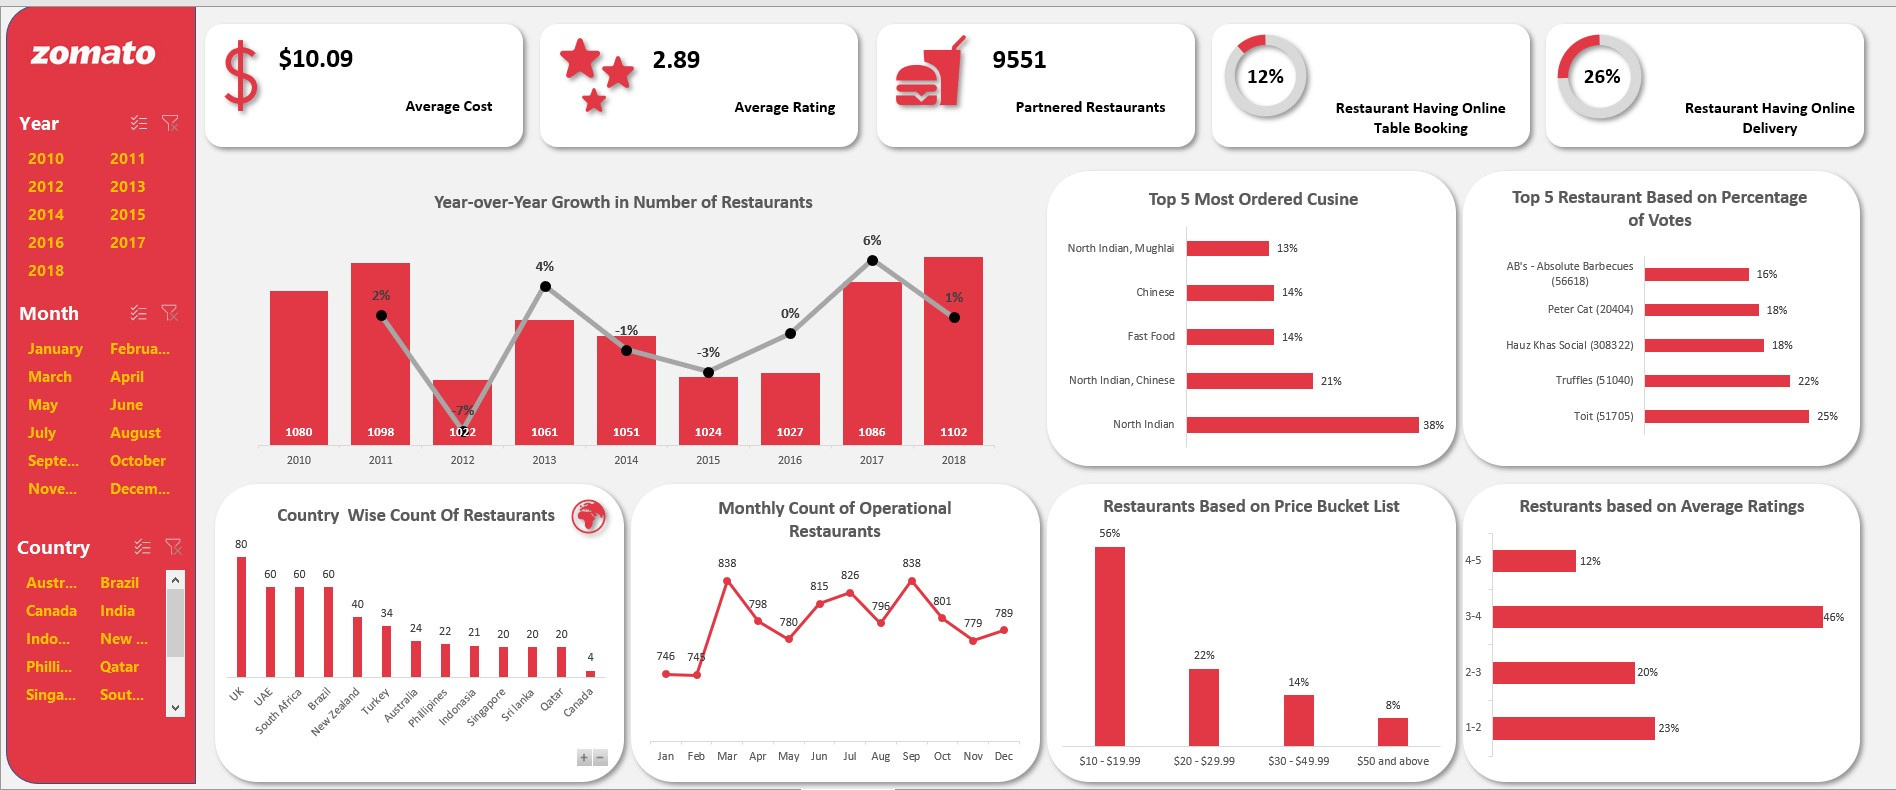 zomato
Year
2010 2011
2012 2013
2014 2015
2016 2017
2018
Month
January Februa...
March April
May June
July August
Septe... October
Nove... Decem...
Country
Austr... Brazil
Canada India
Indo... New ...
Philli... Qatar
Singa... Sout...
$10.09
Average Cost
2.89
Average Rating
9551
Partnered Restaurants
12%
Restaurant Having Online
Table Booking
26%
Restaurant Having Online
Delivery
Year-over-Year Growth in Number of Restaurants
2% -7% 4% -1% -3% 0% 6% 1%
1080 1098 1022 1061 1051 1024 1027 1086 1102
2010 2011 2012 2013 2014 2015 2016 2017 2018
Top 5 Most Ordered Cusine
North Indian, Mughlai 13%
Chinese 14%
Fast Food 14%
North Indian, Chinese 21%
North Indian 38%
Top 5 Restaurant Based on Percentage
of Votes
AB's - Absolute Barbecues
(56618)
16%
Peter Cat (20404) 18%
Hauz Khas Social (308322) 18%
Truffles (51040) 22%
Toit (51705) 25%
Country Wise Count Of Restaurants
80 60 60 60 40 34 24 22 21 20 20 20 4
UK UAE South Africa Brazil New Zealand Turkey Australia Phillipines Indonasia Singapore Sri lanka Qatar Canada
+ −
Monthly Count of Operational
Restaurants
746 745 838 798 780 815 826 796 838 801 779 789
Jan Feb Mar Apr May Jun Jul Aug Sep Oct Nov Dec
Restaurants Based on Price Bucket List
56% 22% 14% 8%
$10 - $19.99 $20 - $29.99 $30 - $49.99 $50 and above
Resturants based on Average Ratings
4-5 12%
3-4 46%
2-3 20%
1-2 23%